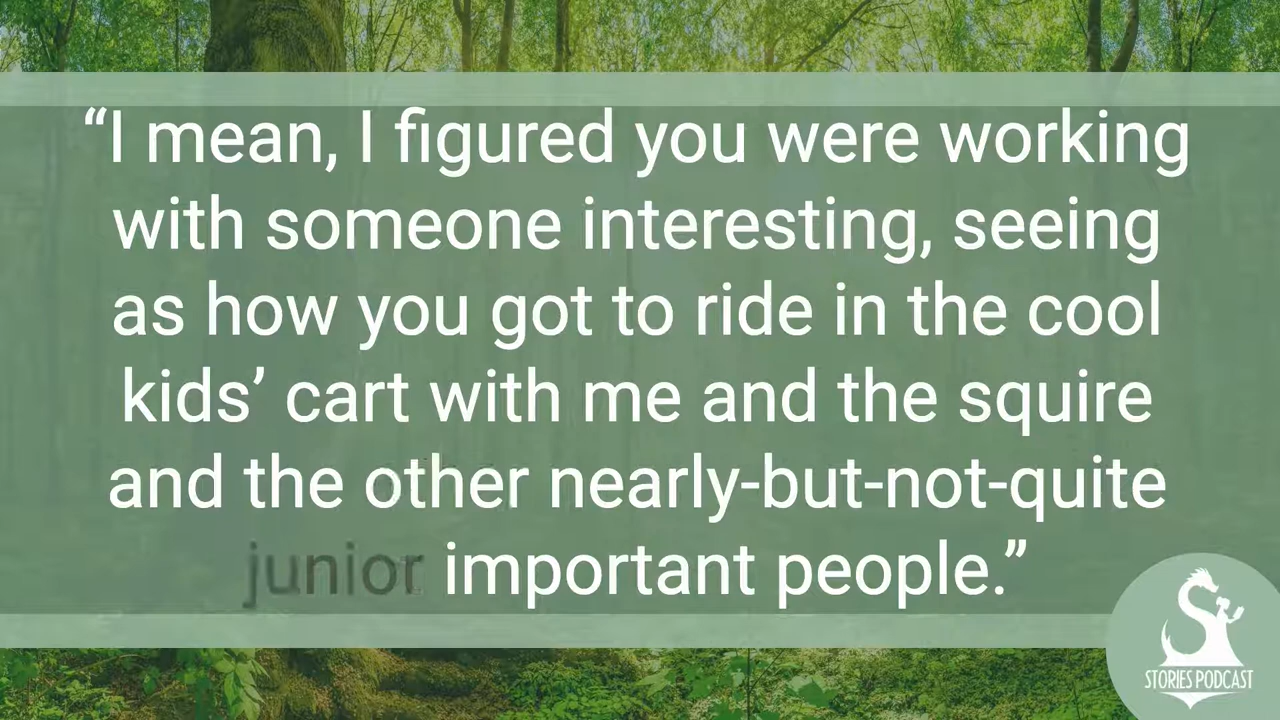 “I mean, I figured you were working
with someone interesting, seeing
as how you got to ride in the cool
kids’ cart with me and the squire
and the other nearly-but-not-quite
junior important people.”
STORIES PODCAST